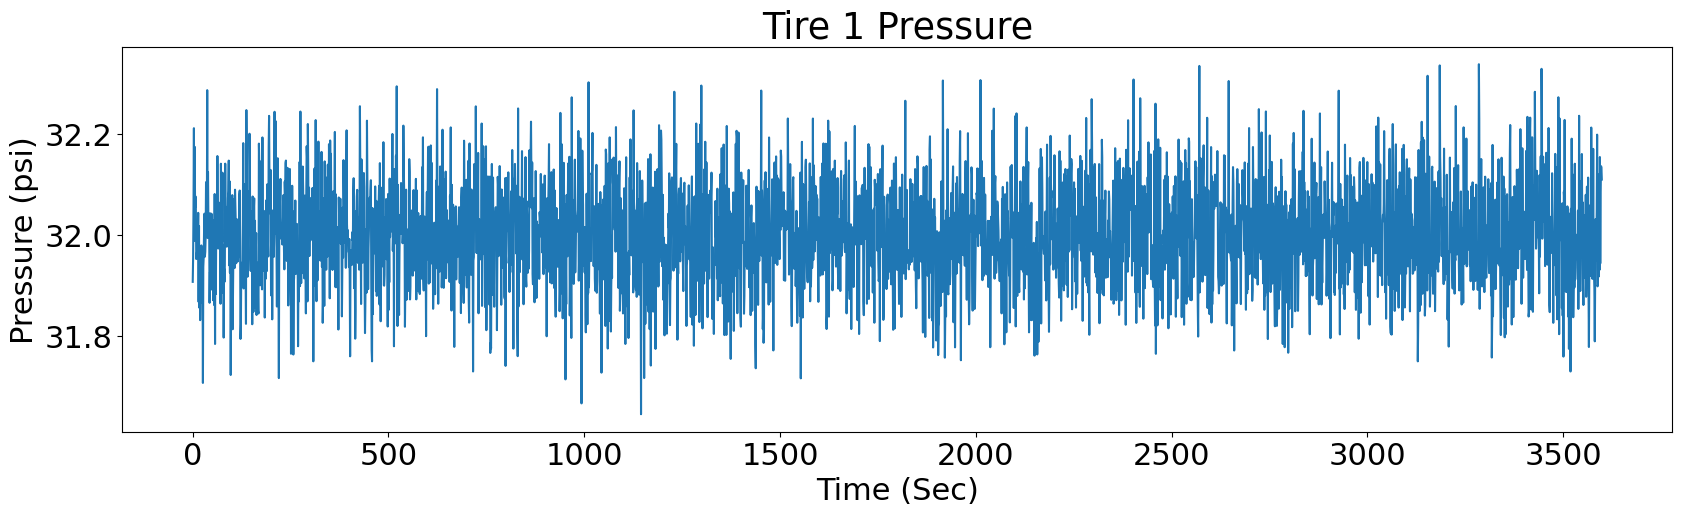 Tire 1 Pressure
Pressure (psi)
32.2
32.0
31.8
0 500 1000 1500 2000 2500 3000 3500
Time (Sec)